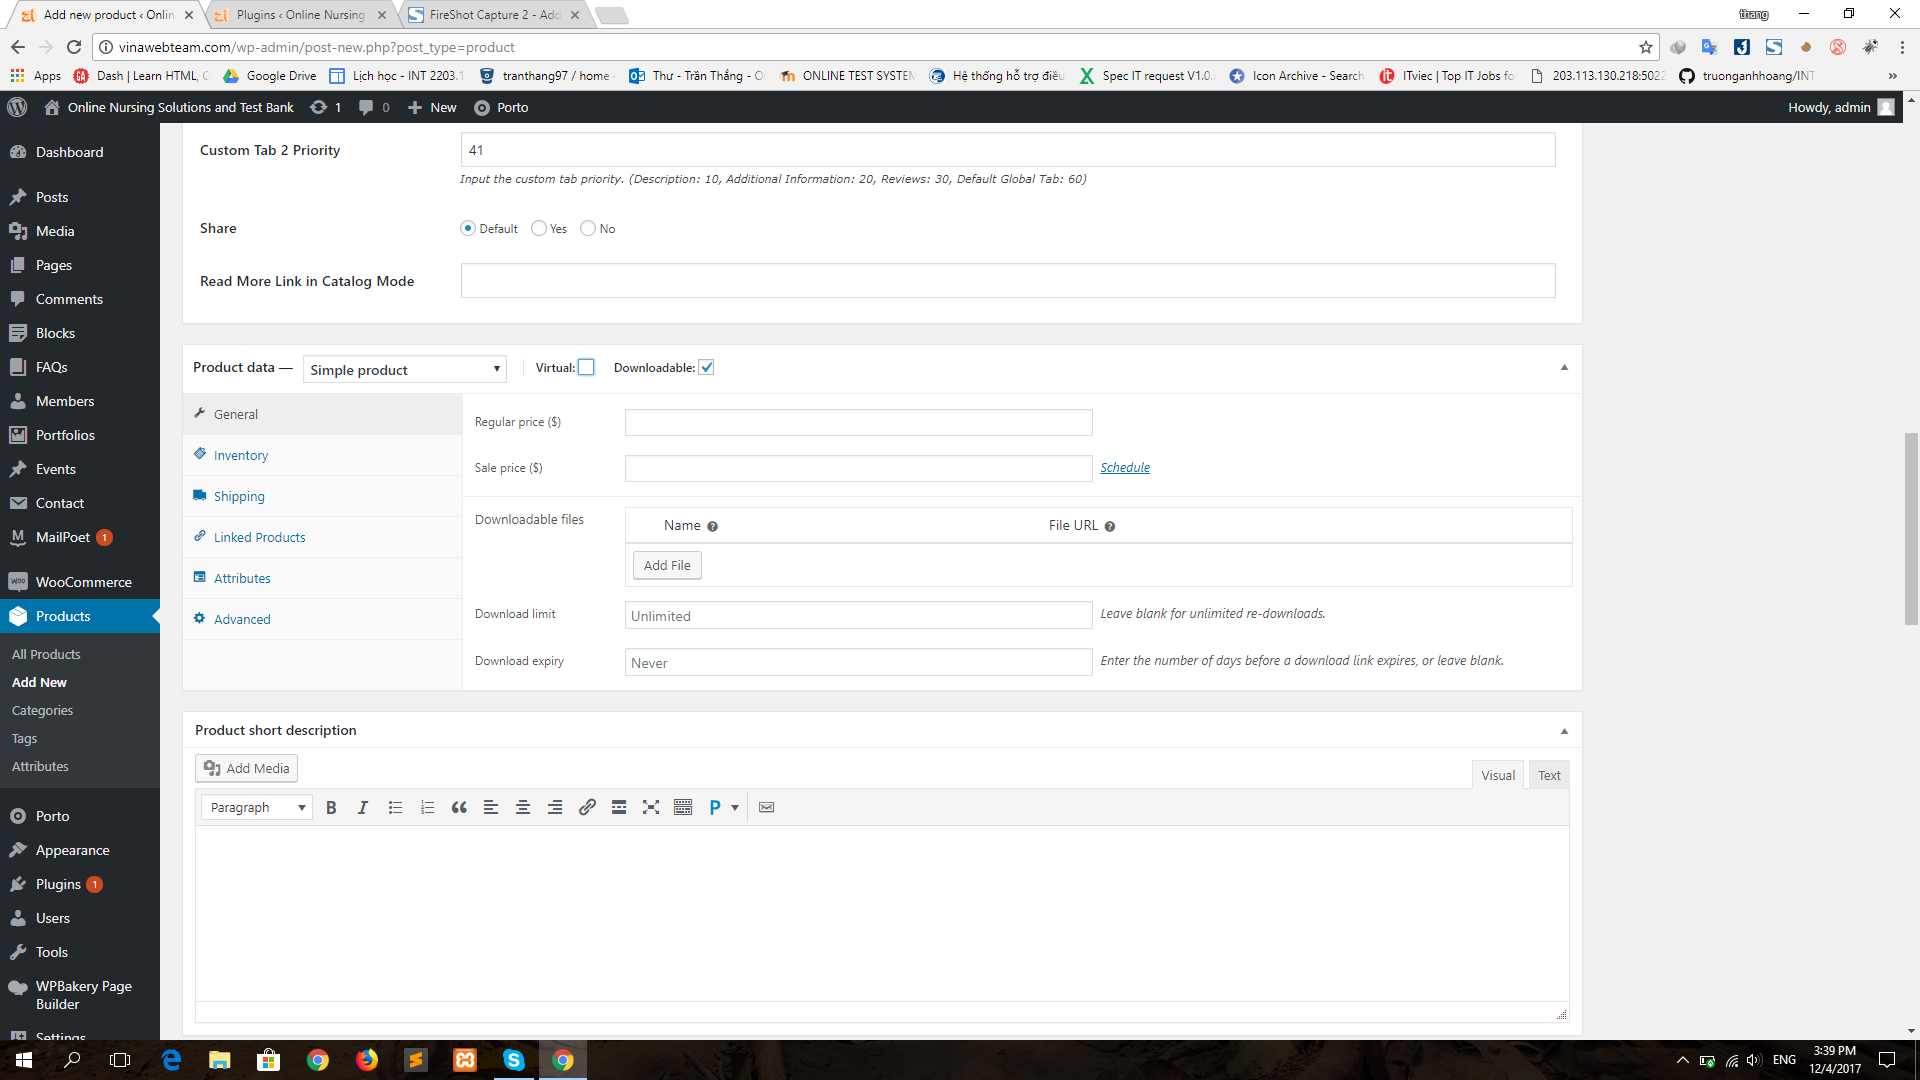 Add new product ‹ Onlin
Plugins ‹ Online Nursing
FireShot Capture 2 - Add
thang
vinawebteam.com/wp-admin/post-new.php?post_type=product
Apps
Dash | Learn HTML, C
Google Drive
Lịch học - INT 2203.1
tranthang97 / home
Thư - Trần Thắng - O
ONLINE TEST SYSTEM
Hệ thống hỗ trợ điều
Spec IT request V1.0.
Icon Archive - Search
ITviec | Top IT Jobs fo
203.113.130.218:5022
truonganhhoang/INT
»
Online Nursing Solutions and Test Bank
1
0
New
Porto
Howdy, admin
Dashboard
Posts
Media
Pages
Comments
Blocks
FAQs
Members
Portfolios
Events
Contact
MailPoet 1
WooCommerce
Products
All Products
Add New
Categories
Tags
Attributes
Porto
Appearance
Plugins 1
Users
Tools
WPBakery Page
Builder
Settings
Custom Tab 2 Priority
41
Input the custom tab priority. (Description: 10, Additional Information: 20, Reviews: 30, Default Global Tab: 60)
Share
Default Yes No
Read More Link in Catalog Mode
Product data —
Simple product
Virtual:
Downloadable:
General
Inventory
Shipping
Linked Products
Attributes
Advanced
Regular price ($)
Sale price ($)
Schedule
Downloadable files
Name
File URL
Add File
Download limit
Unlimited
Leave blank for unlimited re-downloads.
Download expiry
Never
Enter the number of days before a download link expires, or leave blank.
Product short description
Add Media
Visual
Text
Paragraph
ENG
3:39 PM
12/4/2017